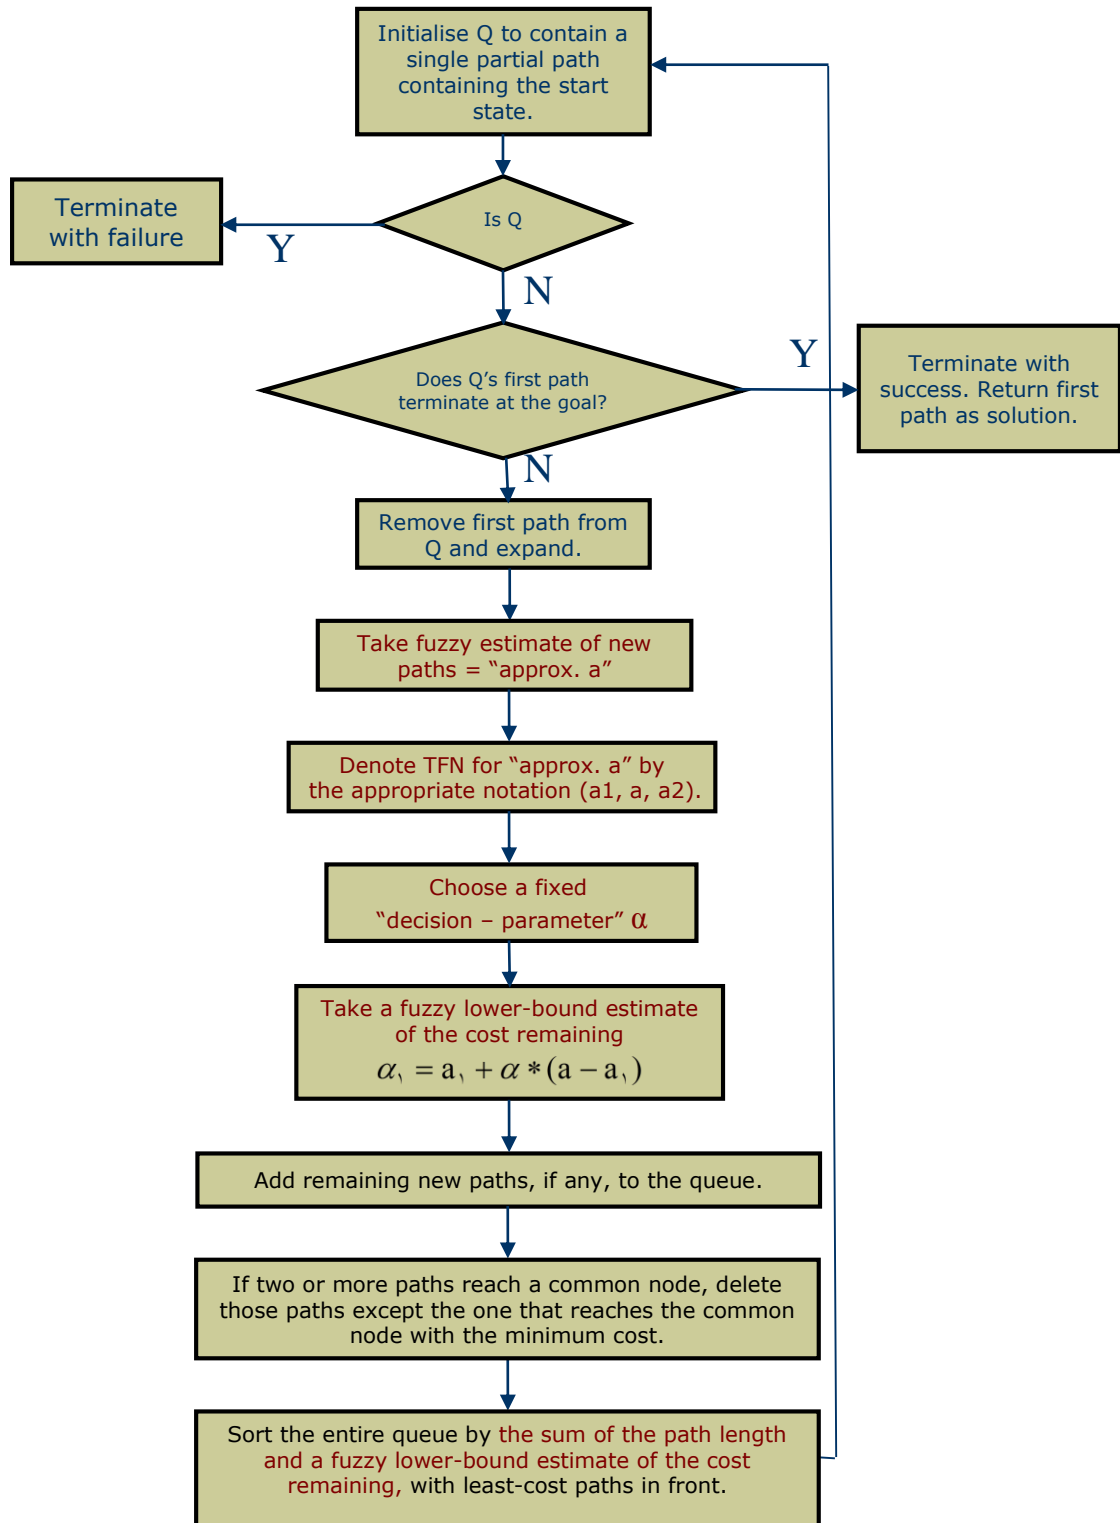 Initialise Q to contain a
single partial path
containing the start
state.
Terminate
with failure
Is Q
Y
N
Does Q’s first path
terminate at the goal?
Y
Terminate with
success. Return first
path as solution.
N
Remove first path from
Q and expand.
Take fuzzy estimate of new
paths = “approx. a”
Denote TFN for “approx. a” by
the appropriate notation (a1, a, a2).
Choose a fixed
“decision – parameter” α
Take a fuzzy lower-bound estimate
of the cost remaining
α١ = a١ + α * (a − a١)
Add remaining new paths, if any, to the queue.
If two or more paths reach a common node, delete
those paths except the one that reaches the common
node with the minimum cost.
Sort the entire queue by the sum of the path length
and a fuzzy lower-bound estimate of the cost
remaining, with least-cost paths in front.